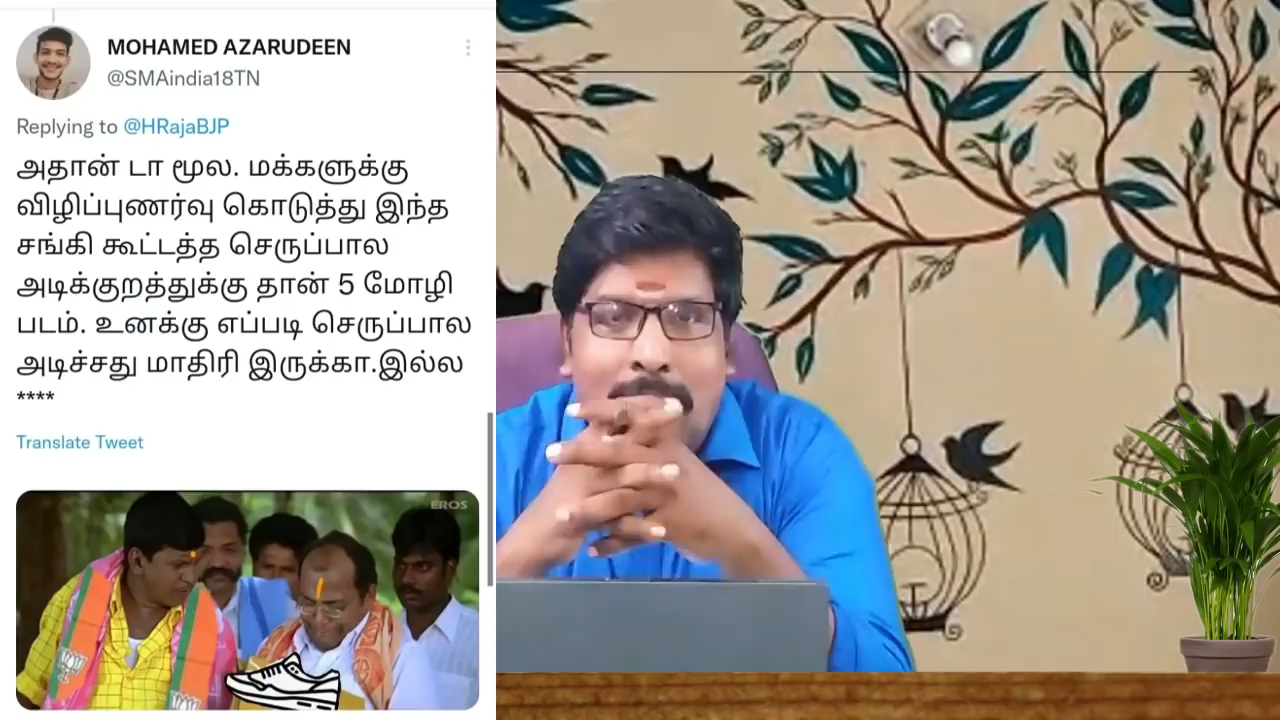 MOHAMED AZARUDEEN
@SMAindia18TN
Replying to @HRajaBJP
அதான் டா மூல. மக்களுக்கு
விழிப்புணர்வு கொடுத்து இந்த
சங்கி கூட்டத்த செருப்பால
அடிக்குறத்துக்கு தான் 5 மோழி
படம். உனக்கு எப்படி செருப்பால
அடிச்சது மாதிரி இருக்கா.இல்ல
****
Translate Tweet
EROS